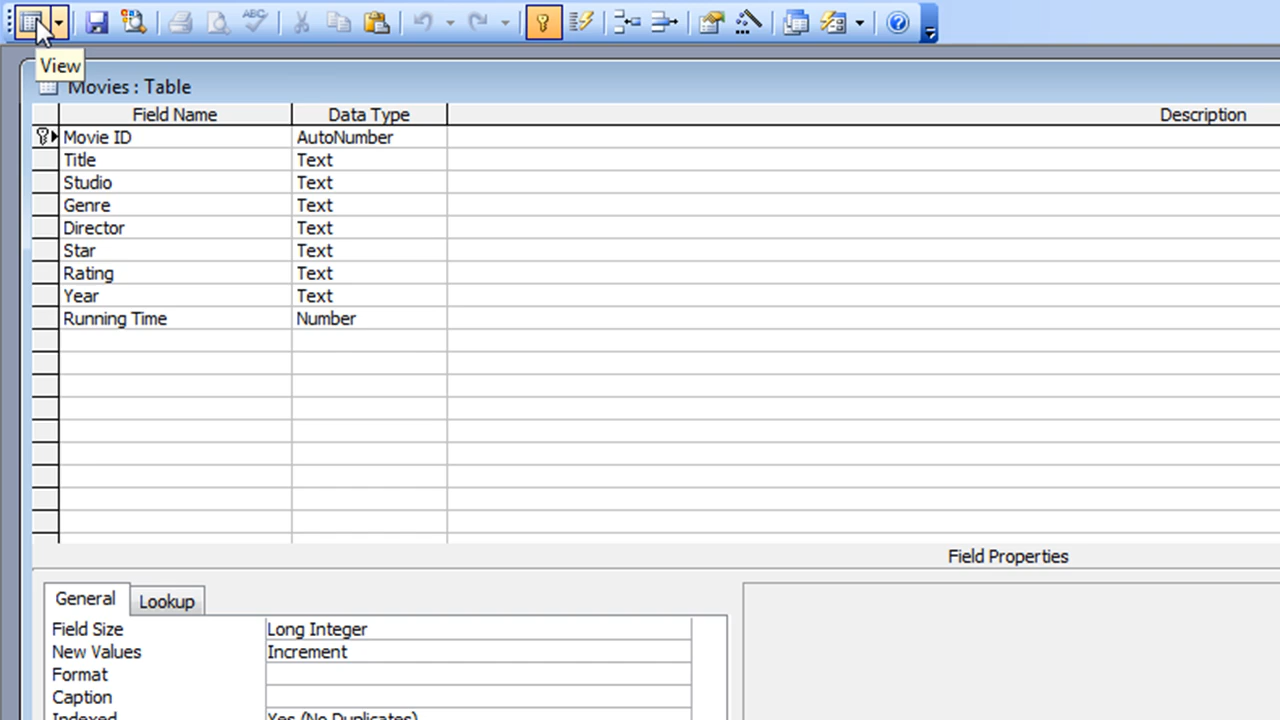 ABC
View
Movies : Table
Field Name Data Type Description
Movie ID AutoNumber
Title Text
Studio Text
Genre Text
Director Text
Star Text
Rating Text
Year Text
Running Time Number
Field Properties
General Lookup
Field Size Long Integer
New Values Increment
Format
Caption
Indexed Yes (No Duplicates)